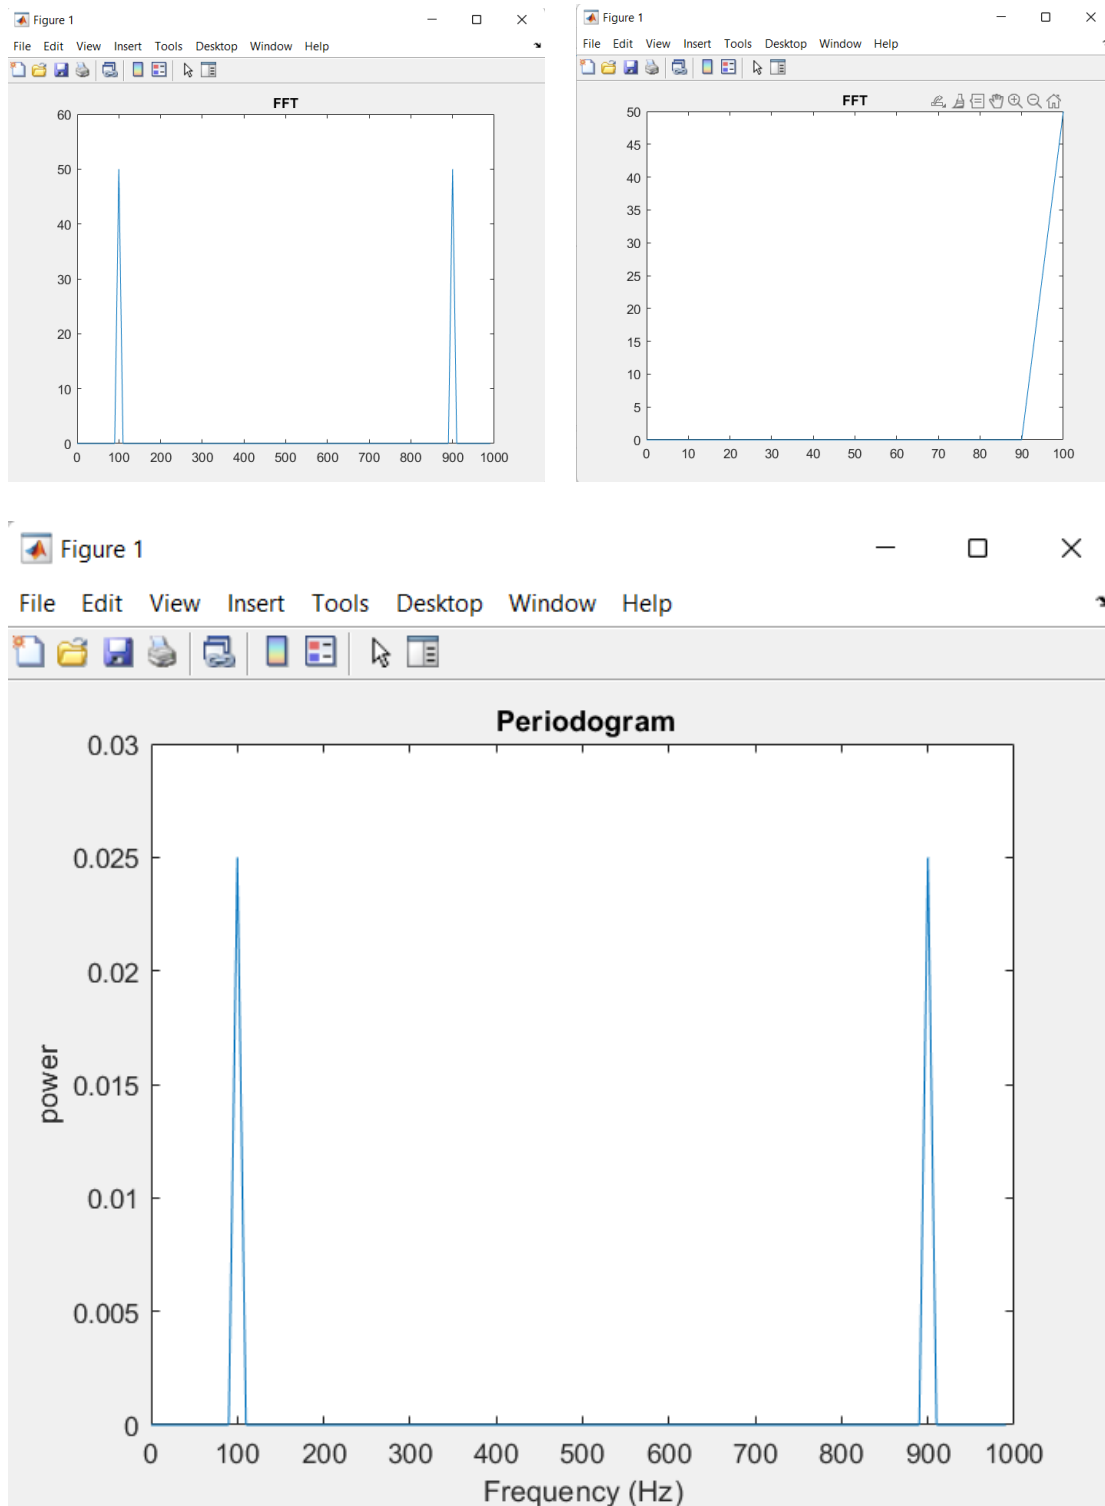 Figure 1
File Edit View Insert Tools Desktop Window Help
FFT
60
50
40
30
20
10
0
0 100 200 300 400 500 600 700 800 900 1000
Figure 1
File Edit View Insert Tools Desktop Window Help
FFT
50
45
40
35
30
25
20
15
10
5
0
0 10 20 30 40 50 60 70 80 90 100
Figure 1
File Edit View Insert Tools Desktop Window Help
Periodogram
0.03
0.025
0.02
0.015
0.01
0.005
0
power
0 100 200 300 400 500 600 700 800 900 1000
Frequency (Hz)